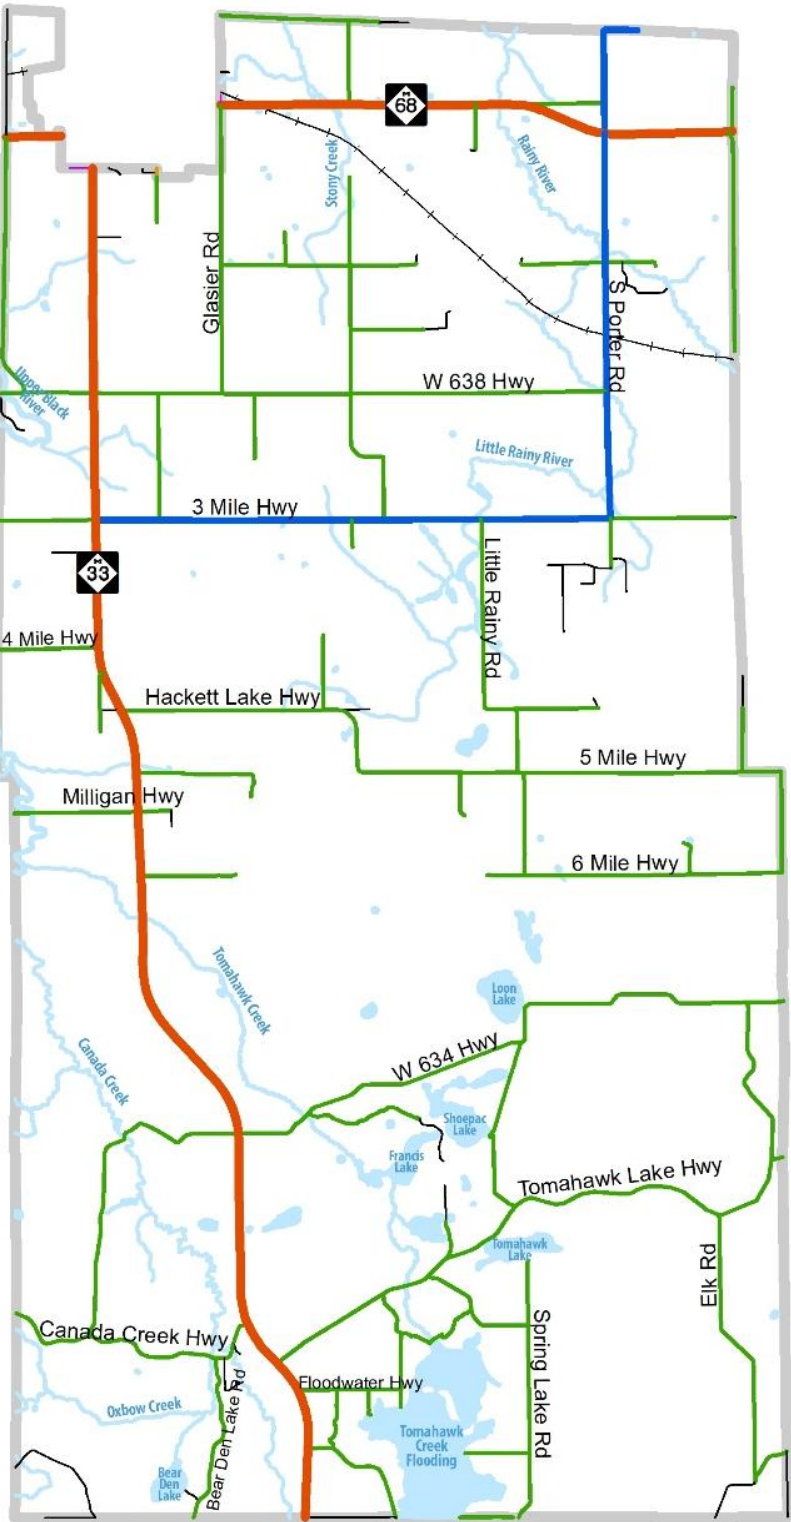 M
68
Stony Creek
Rainy River
Glasier Rd
S Porter Rd
W 638 Hwy
Upper Black
River
Little Rainy River
3 Mile Hwy
M
33
Little Rainy Rd
4 Mile Hwy
Hackett Lake Hwy
5 Mile Hwy
Milligan Hwy
6 Mile Hwy
Tomahawk Creek
Loon
Lake
Canada Creek
W 634 Hwy
Shoepac
Lake
Francis
Lake
Tomahawk Lake Hwy
Tomahawk
Lake
Elk Rd
Canada Creek Hwy
Spring Lake Rd
Floodwater Hwy
Bear Den Lake Rd
Oxbow Creek
Tomahawk
Creek
Flooding
Bear
Den
Lake